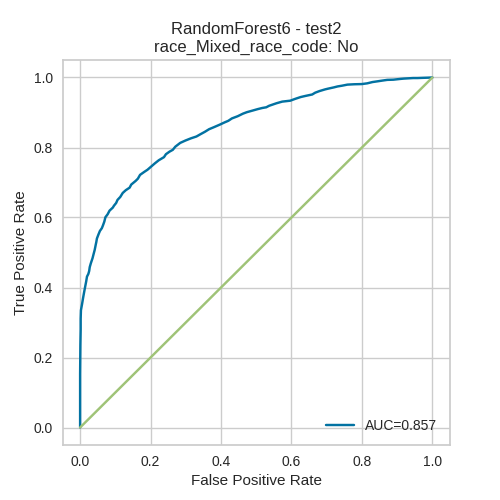 RandomForest6 - test2
race_Mixed_race_code: No
True Positive Rate
1.0
0.8
0.6
0.4
0.2
0.0
AUC=0.857
0.0 0.2 0.4 0.6 0.8 1.0
False Positive Rate